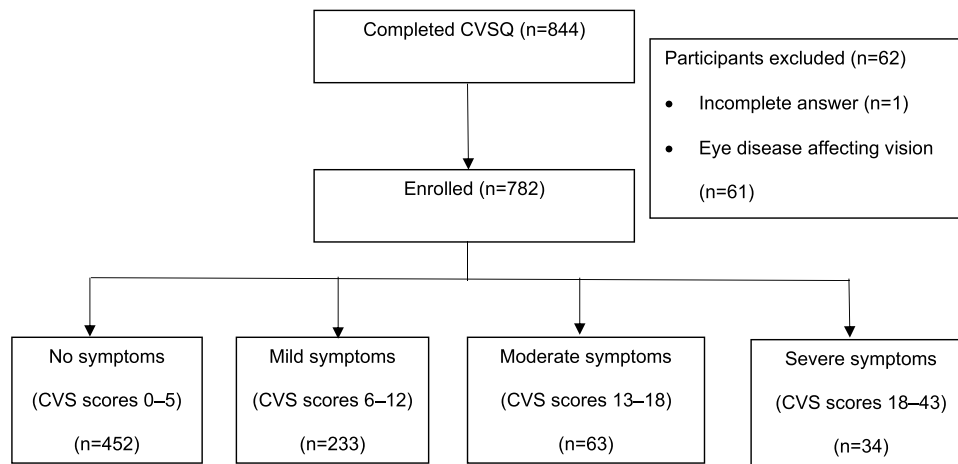 Completed CVSQ (n=844)
Participants excluded (n=62)
• Incomplete answer (n=1)
• Eye disease affecting vision
(n=61)
Enrolled (n=782)
No symptoms
(CVS scores 0–5)
(n=452)
Mild symptoms
(CVS scores 6–12)
(n=233)
Moderate symptoms
(CVS scores 13–18)
(n=63)
Severe symptoms
(CVS scores 18–43)
(n=34)